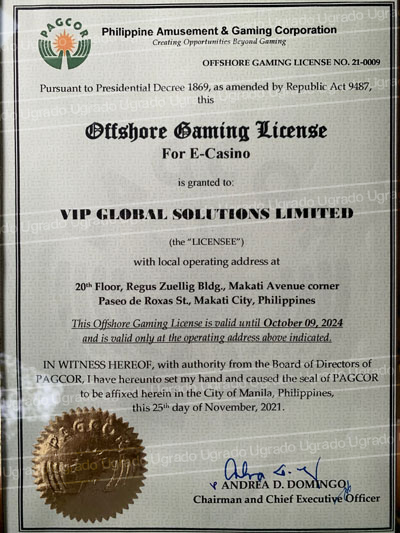 PAGCOR
Philippine Amusement & Gaming Corporation
Creating Opportunities Beyond Gaming
OFFSHORE GAMING LICENSE NO. 21-0009
Pursuant to Presidential Decree 1869, as amended by Republic Act 9487,
this
Offshore Gaming License
For E-Casino
is granted to:
VIP GLOBAL SOLUTIONS LIMITED
(the "LICENSEE")
with local operating address at
20th Floor, Regus Zuellig Bldg., Makati Avenue corner
Paseo de Roxas St., Makati City, Philippines
This Offshore Gaming License is valid until October 09, 2024
and is valid only at the operating address above indicated.
IN WITNESS HEREOF, with authority from the Board of Directors of
PAGCOR, I have hereunto set my hand and caused the seal of PAGCOR
to be affixed herein in the City of Manila, Philippines,
this 25th day of November, 2021.
ANDREA D. DOMINGO
Chairman and Chief Executive Officer
Ugrado Ugrado Ugrado Ugrado